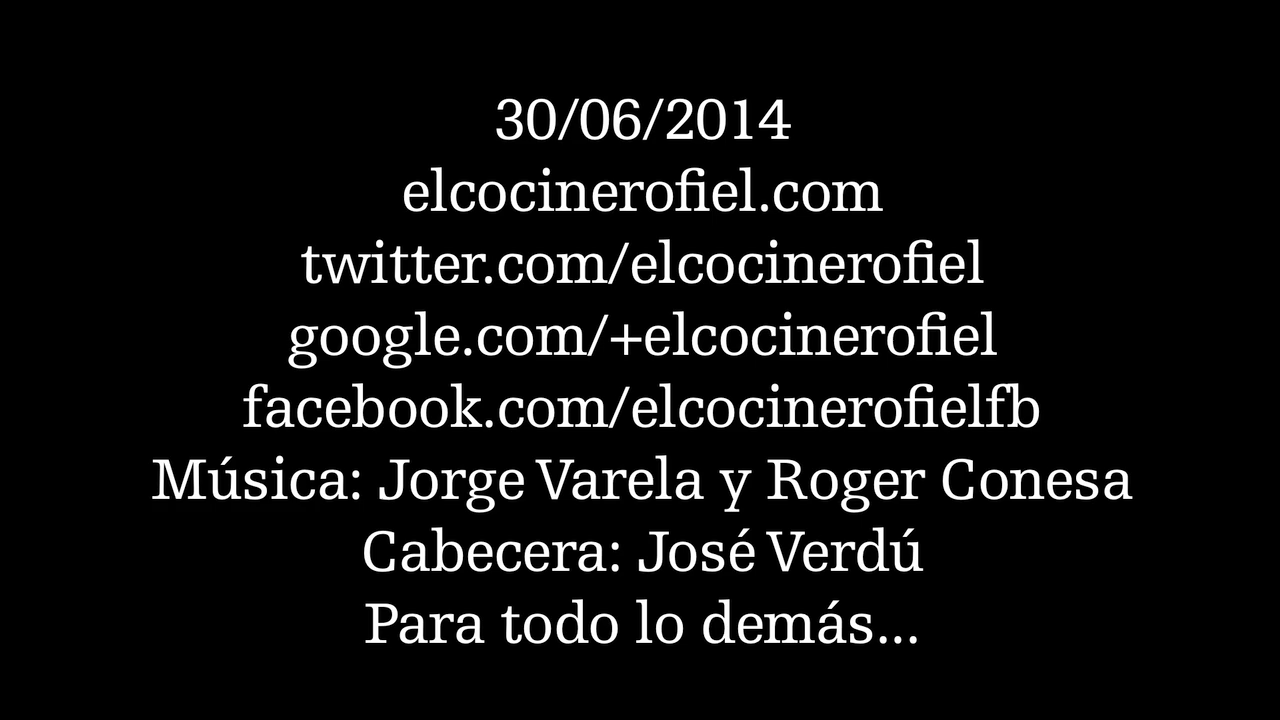 30/06/2014
elcocinerofiel.com
twitter.com/elcocinerofiel
google.com/+elcocinerofiel
facebook.com/elcocinerofielfb
Música: Jorge Varela y Roger Conesa
Cabecera: José Verdú
Para todo lo demás...